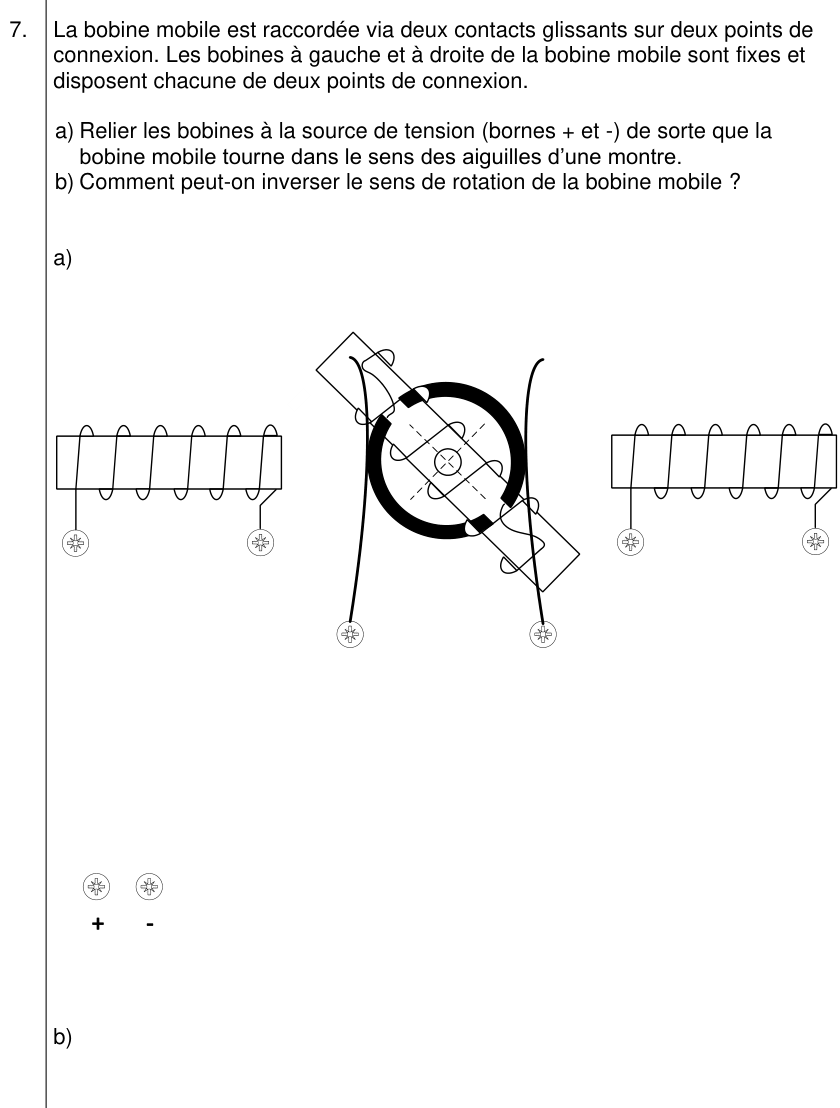 7. La bobine mobile est raccordée via deux contacts glissants sur deux points de
connexion. Les bobines à gauche et à droite de la bobine mobile sont fixes et
disposent chacune de deux points de connexion.
a) Relier les bobines à la source de tension (bornes + et -) de sorte que la
bobine mobile tourne dans le sens des aiguilles d'une montre.
b) Comment peut-on inverser le sens de rotation de la bobine mobile ?
a)
+ -
b)